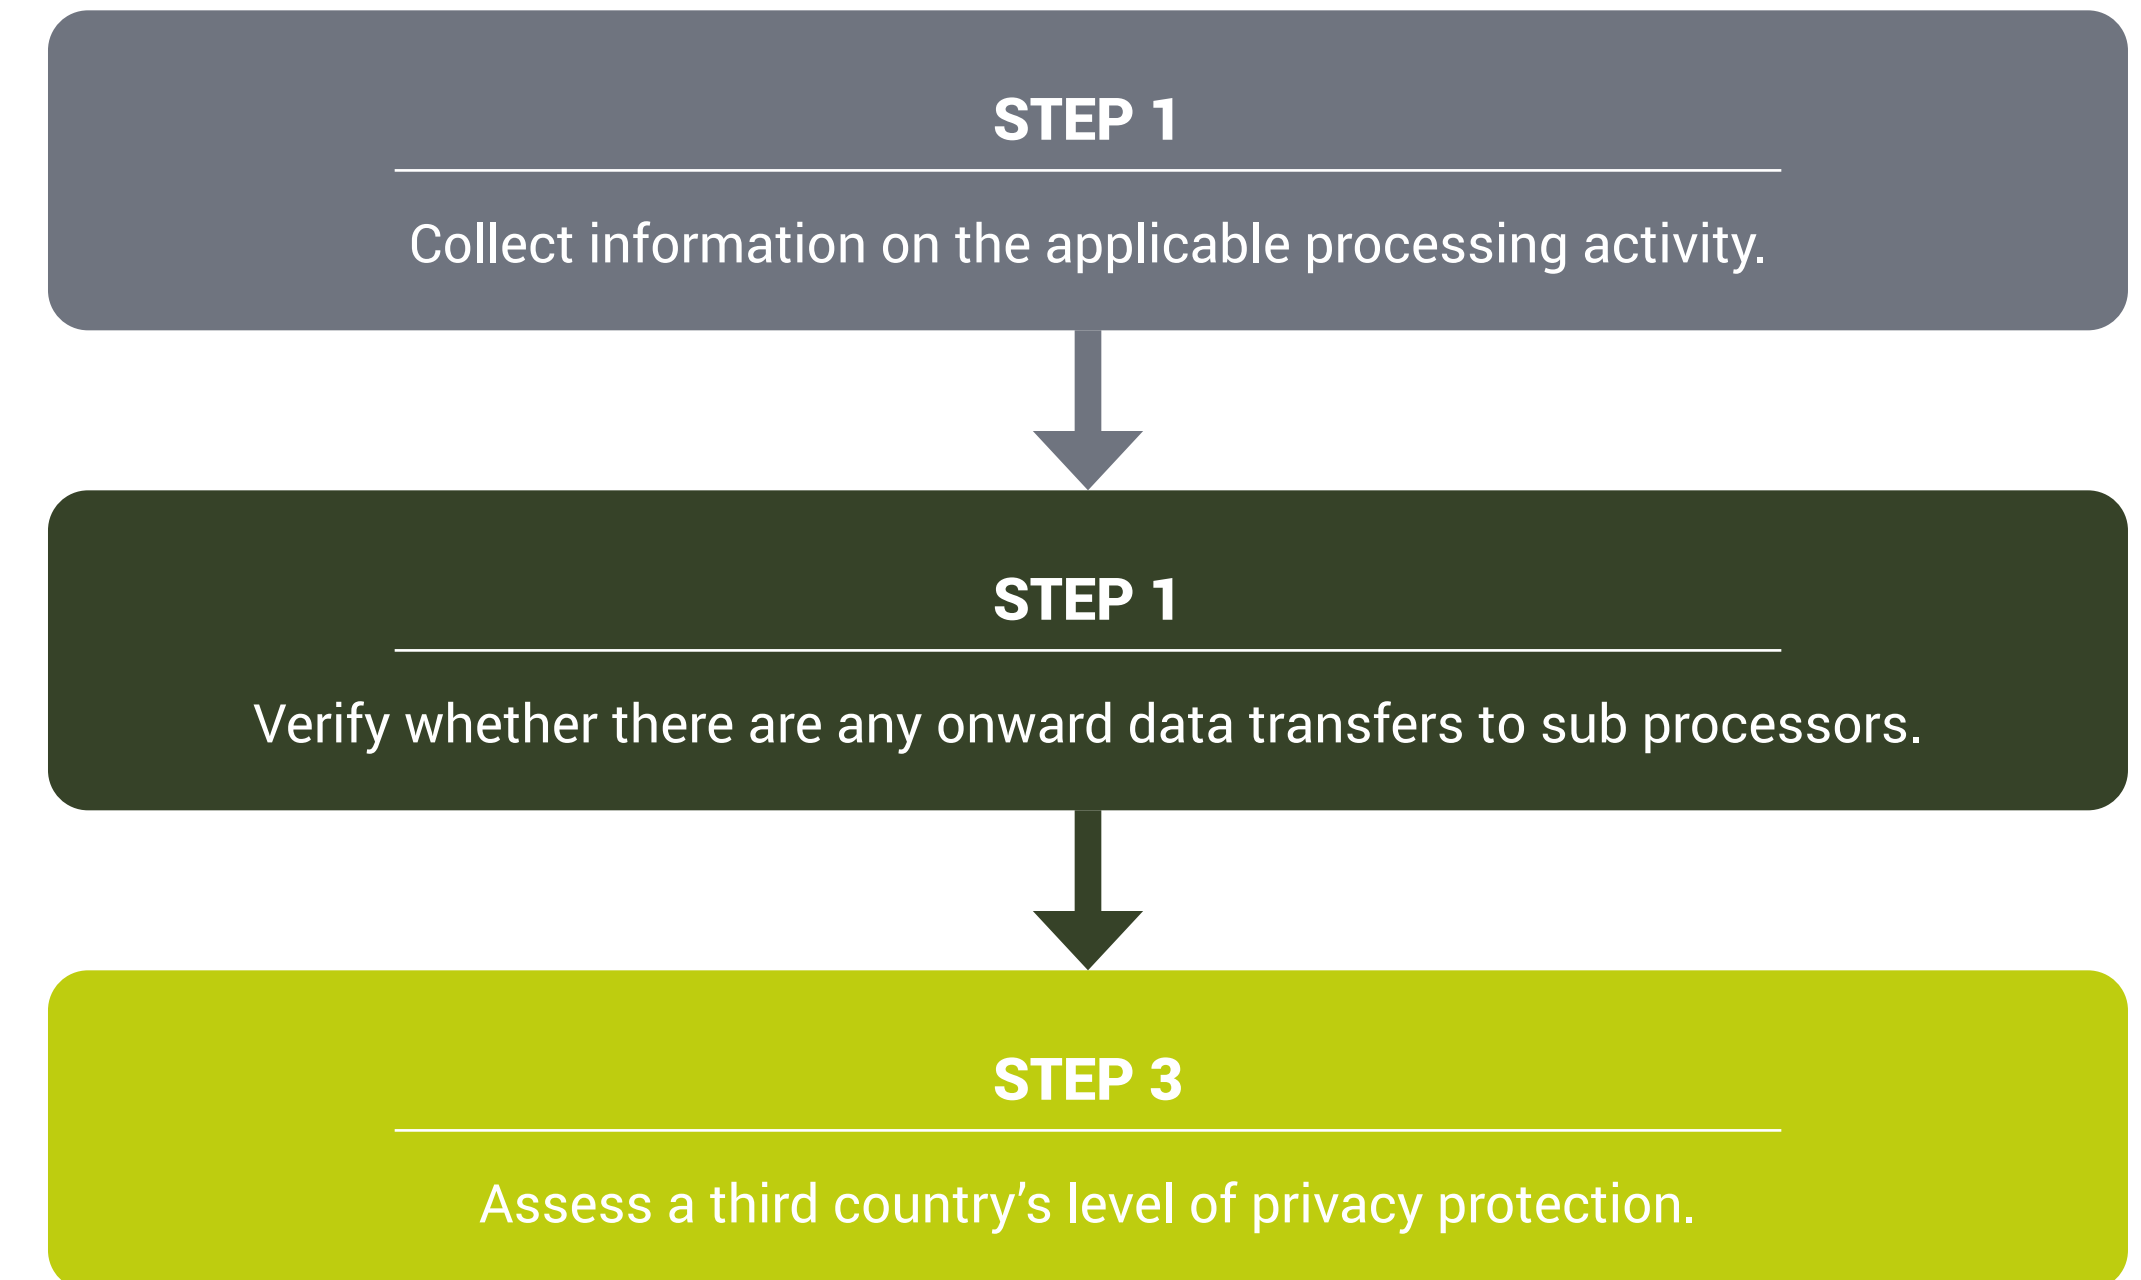 STEP 1
Collect information on the applicable processing activity.
STEP 1
Verify whether there are any onward data transfers to sub processors.
STEP 3
Assess a third country’s level of privacy protection.